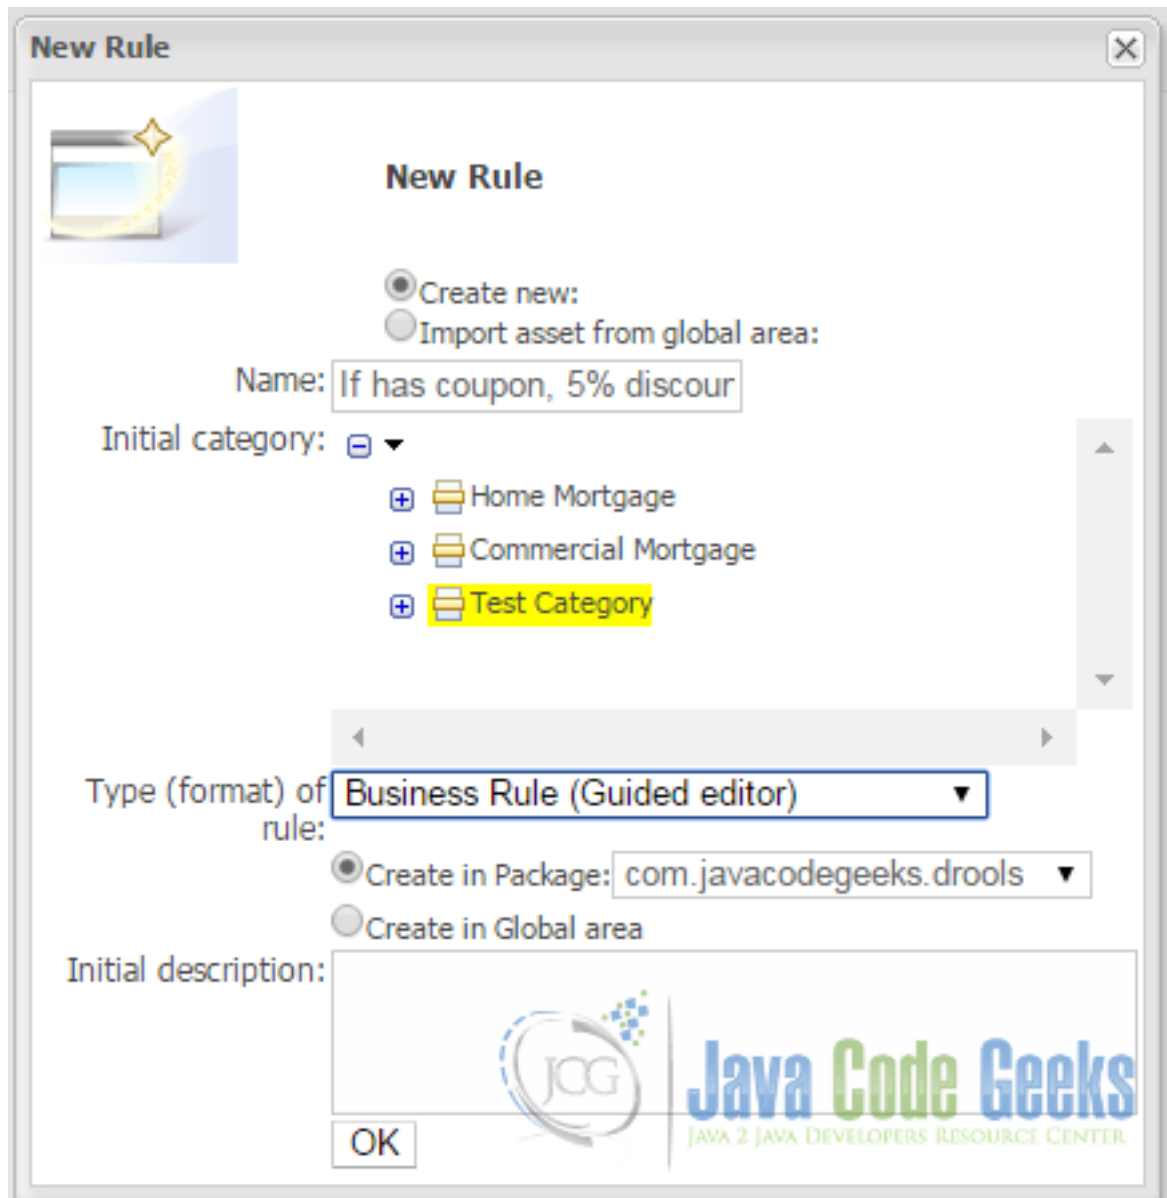 New Rule
New Rule
Create new:
Import asset from global area:
Name: If has coupon, 5% discour
Initial category:
Home Mortgage
Commercial Mortgage
Test Category
Type (format) of rule: Business Rule (Guided editor)
Create in Package: com.javacodegeeks.drools
Create in Global area
Initial description:
JCG
Java Code Geeks
JAVA 2 JAVA DEVELOPERS RESOURCE CENTER
OK